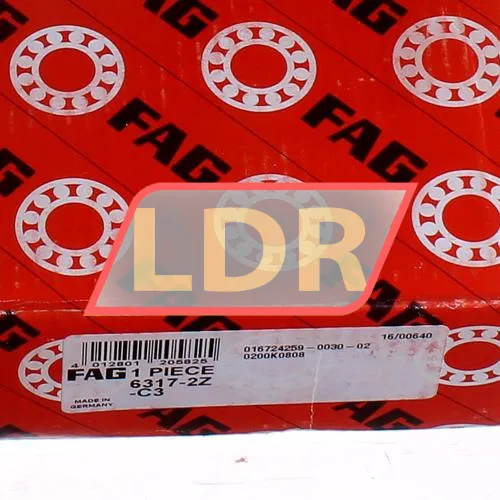 FAG
FAG
FAG
FAG
LDR
4 012801 205825
FAG 1 PIECE
6317-2Z
-C3
MADE IN
GERMANY
016724259-0030-02
0200K0808
16/00640